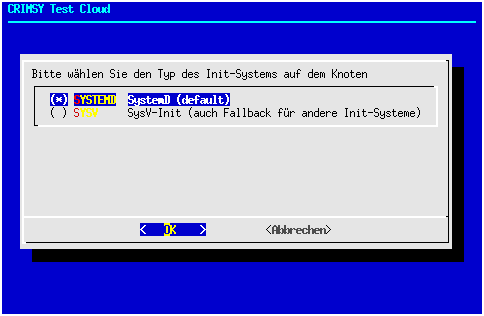 CRIMSY Test Cloud
Bitte wählen Sie den Typ des Init-Systems auf dem Knoten
(*) SYSTEMD SystemD (default)
( ) SYSV SysV-Init (auch Fallback für andere Init-Systeme)
< OK > <Abbrechen>